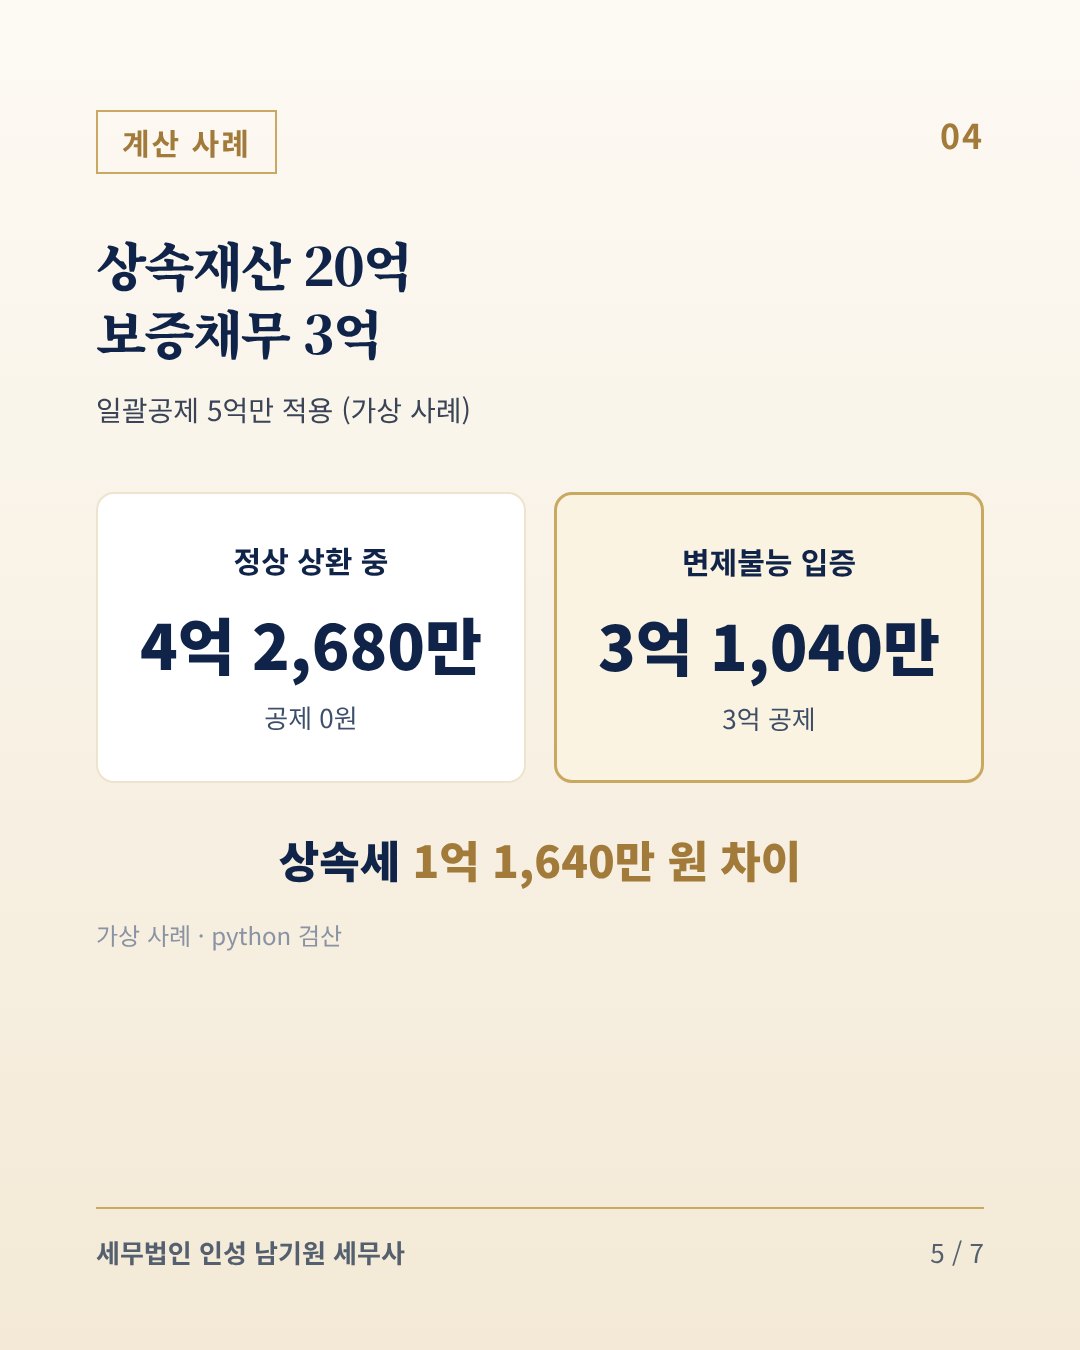 계산 사례
04
상속재산 20억
보증채무 3억
일괄공제 5억만 적용 (가상 사례)
정상 상환 중
4억 2,680만
공제 0원
변제불능 입증
3억 1,040만
3억 공제
상속세 1억 1,640만 원 차이
가상 사례 · python 검산
세무법인 인성 남기원 세무사
5 / 7